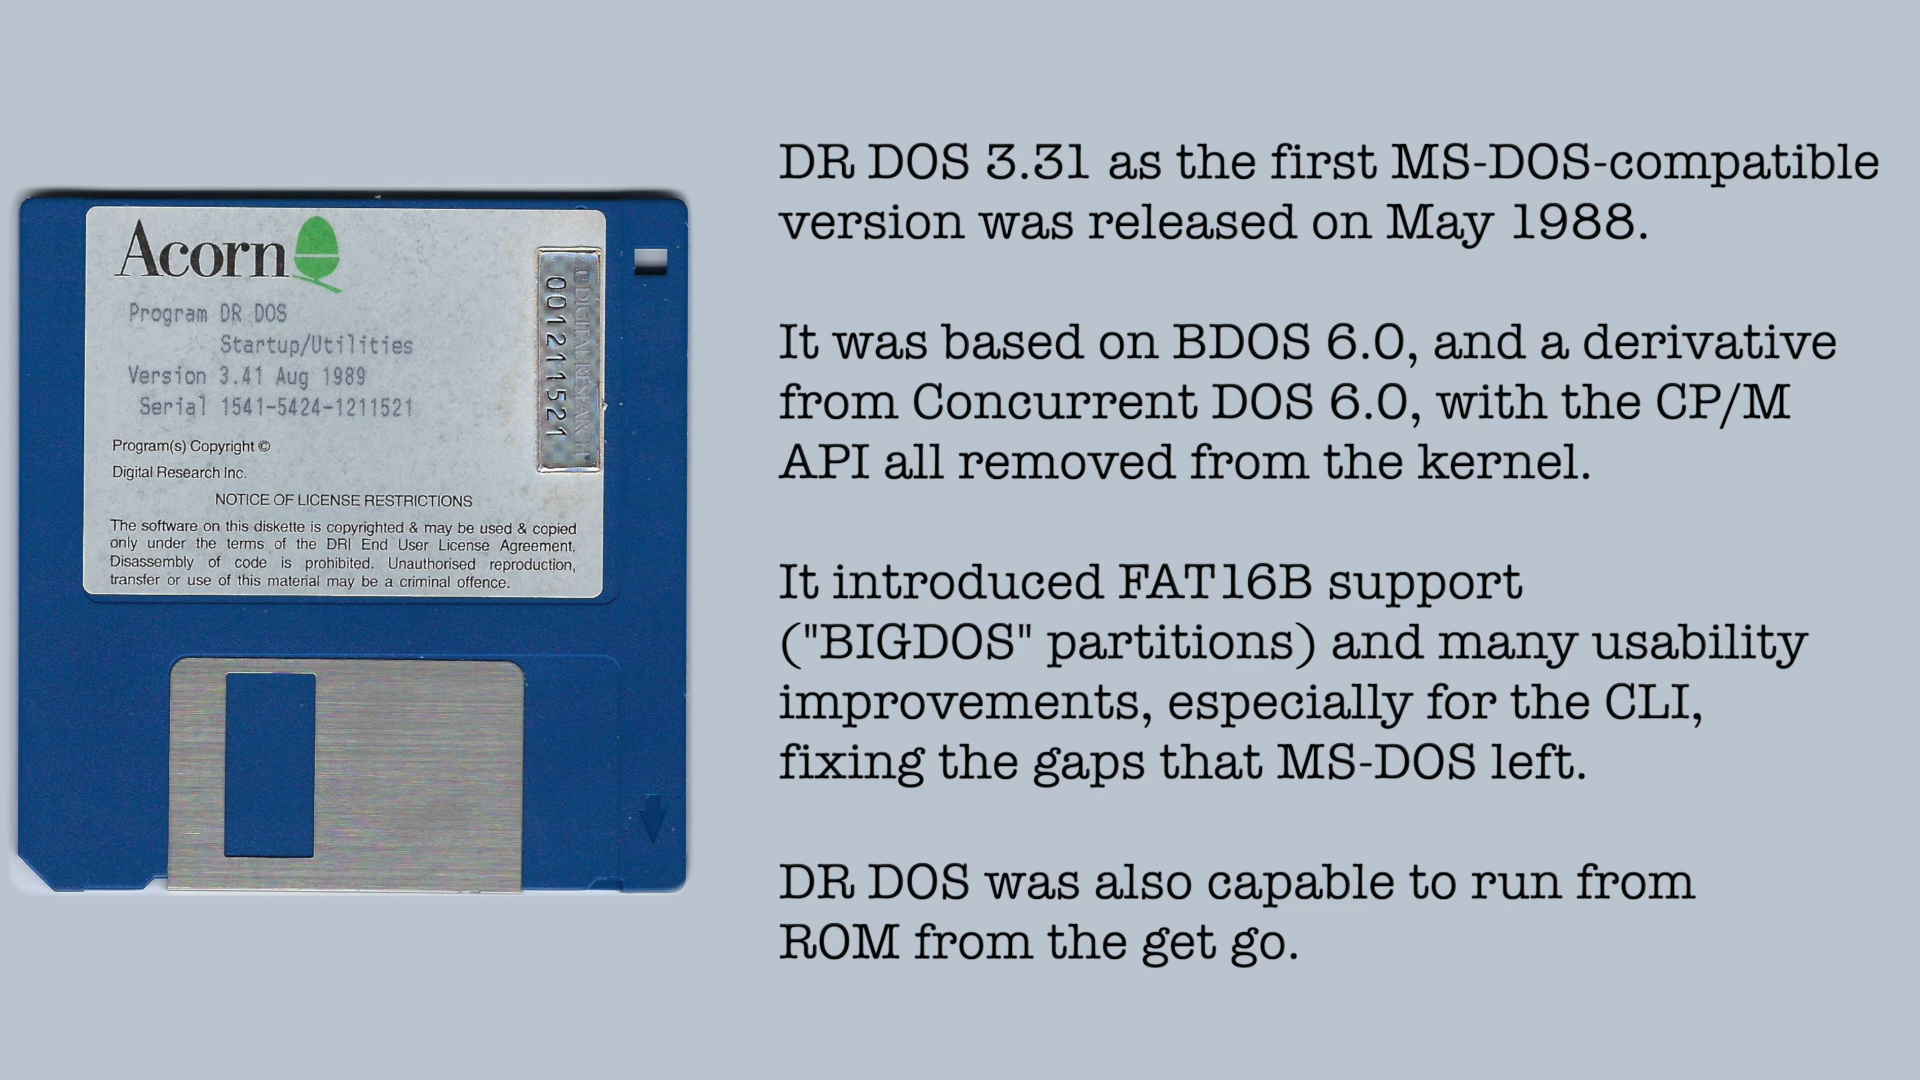 Acorn
Program DR DOS
Startup/Utilities
Version 3.41 Aug 1989
Serial 1541-5424-1211521
Program(s) Copyright ©
Digital Research Inc.
NOTICE OF LICENSE RESTRICTIONS
The software on this diskette is copyrighted & may be used & copied
only under the terms of the DRI End User License Agreement.
Disassembly of code is prohibited. Unauthorised reproduction,
transfer or use of this material may be a criminal offence.
DIGITAL RESEARCH
001211521
DR DOS 3.31 as the first MS-DOS-compatible
version was released on May 1988.
It was based on BDOS 6.0, and a derivative
from Concurrent DOS 6.0, with the CP/M
API all removed from the kernel.
It introduced FAT16B support
("BIGDOS" partitions) and many usability
improvements, especially for the CLI,
fixing the gaps that MS-DOS left.
DR DOS was also capable to run from
ROM from the get go.